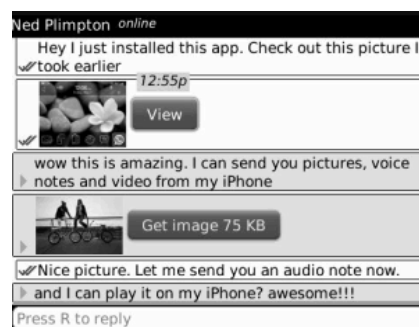 Ned Plimpton online
Hey I just installed this app. Check out this picture I
took earlier
12:55p
View
wow this is amazing. I can send you pictures, voice
notes and video from my iPhone
Get image 75 KB
Nice picture. Let me send you an audio note now.
and I can play it on my iPhone? awesome!!!
Press R to reply